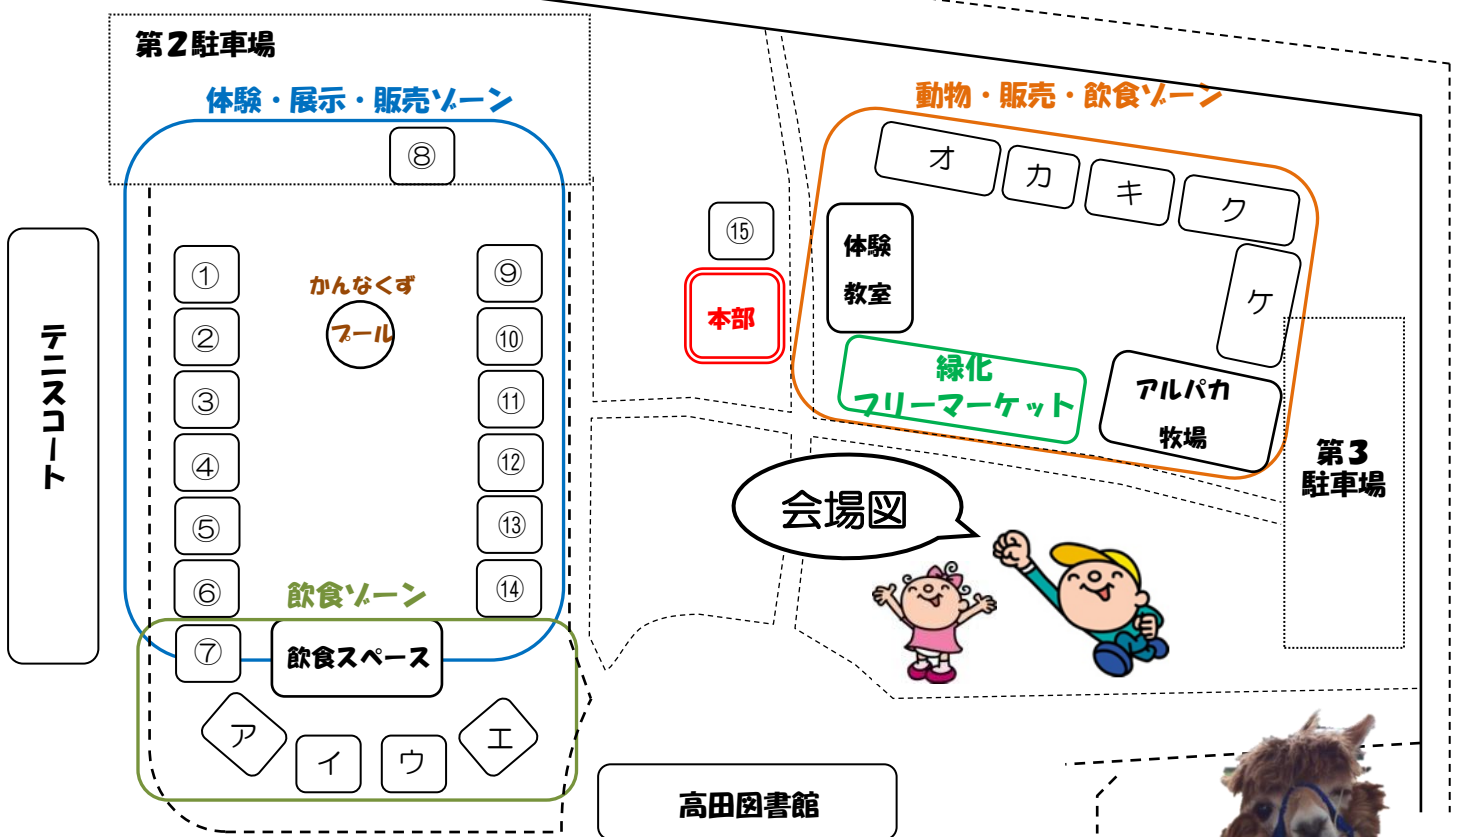 第2駐車場
体験・展示・販売ゾーン
⑧
①
②
③
④
⑤
⑥
⑦
かんなくず
プール
⑨
⑩
⑪
⑫
⑬
⑭
テニスコート
飲食ゾーン
飲食スペース
ア
イ
ウ
エ
⑮
本部
動物・販売・飲食ゾーン
オ
カ
キ
ク
ケ
体験
教室
緑化
フリーマーケット
アルパカ
牧場
第3
駐車場
会場図
高田図書館